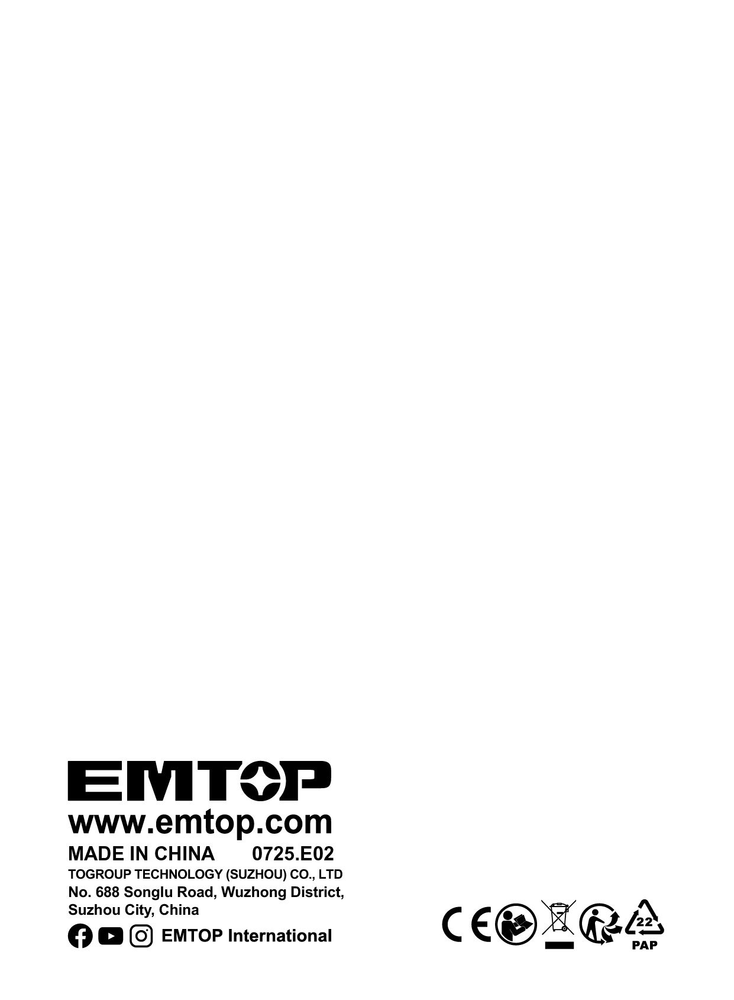 EMTOP
www.emtop.com
MADE IN CHINA 0725.E02
TOGROUP TECHNOLOGY (SUZHOU) CO., LTD
No. 688 Songlu Road, Wuzhong District,
Suzhou City, China
EMTOP International
CE
22
PAP